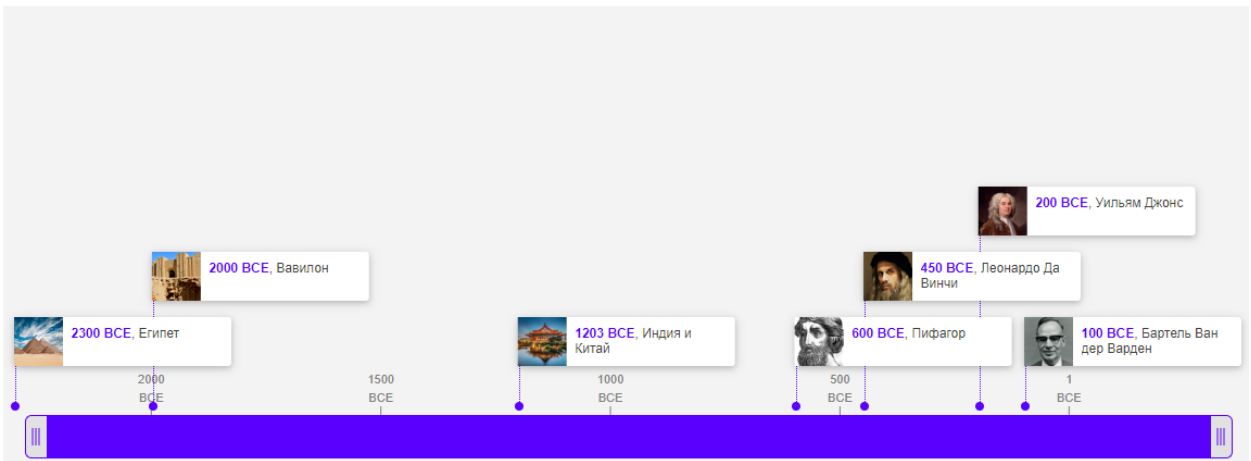 200 BCE, Уильям Джонс
2000 BCE, Вавилон
450 BCE, Леонардо Да
Винчи
2300 BCE, Египет
1203 BCE, Индия и
Китай
600 BCE, Пифагор
100 BCE, Бартель Ван
дер Варден
2000
BCE
1500
BCE
1000
BCE
500
BCE
1
BCE